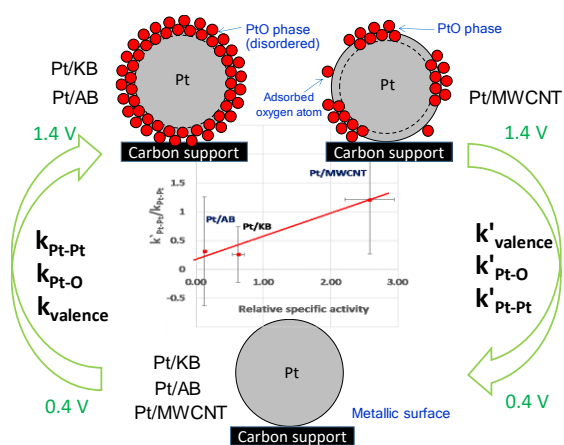 PtO phase
(disordered)
PtO phase
Pt/KB
Pt/AB
Pt
Pt
Adsorbed
oxygen atom
Pt/MWCNT
1.4 V
Carbon support
Carbon support
1.4 V
k'Pt-Pt/kPt-Pt
1.5
1
0.5
0
-0.5
Pt/MWCNT
Pt/AB
Pt/KB
0.00
1.00
2.00
3.00
Relative specific activity
kPt-Pt
kPt-O
kvalence
k'valence
k'Pt-O
k'Pt-Pt
Pt/KB
Pt/AB
Pt/MWCNT
Pt
Metallic surface
0.4 V
0.4 V
Carbon support